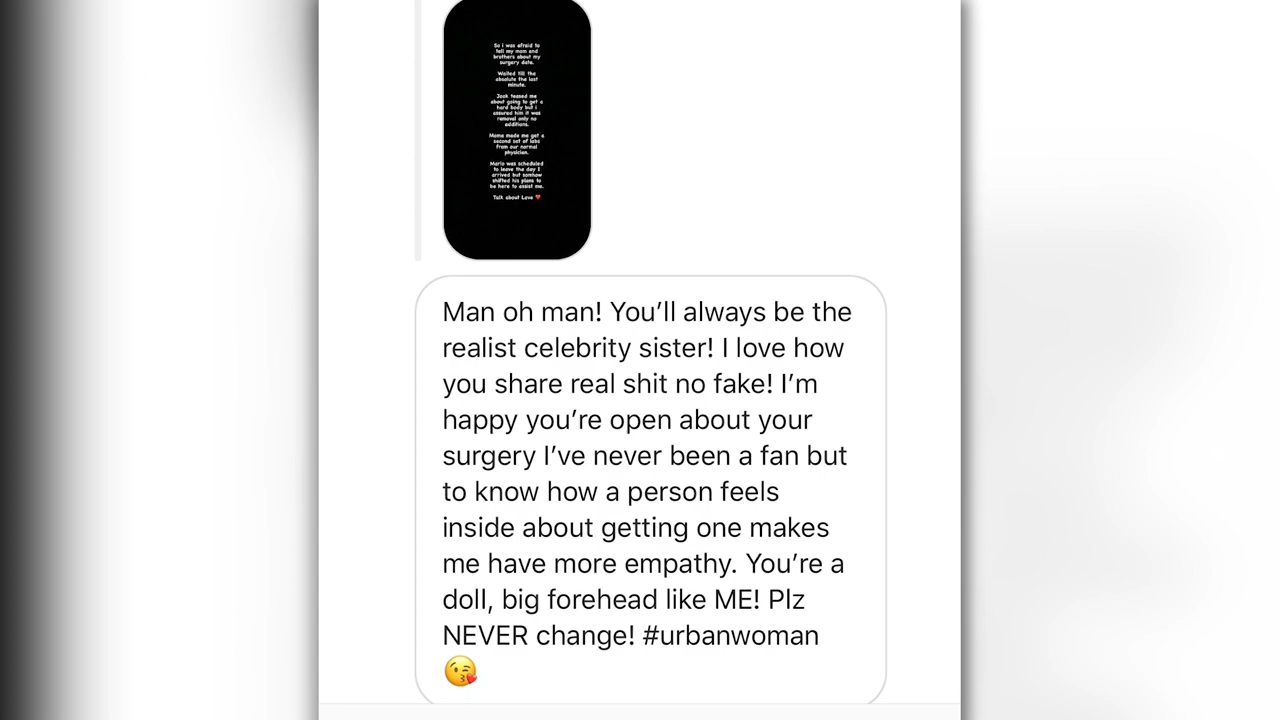 So i was afraid to
tell my mom and
brothers about my
surgery date.
Waited till the
absolute the last
minute.
Jock teased me
about going to get a
hard body but i
assured him it was
removal only no
additions.
Mome made me get a
second set of labs
from our normal
physician.
Mario was scheduled
to leave the day I
arrived but somhow
shifted his plans to
be here to assist me.
Talk about Love ❤️
Man oh man! You’ll always be the
realist celebrity sister! I love how
you share real shit no fake! I’m
happy you’re open about your
surgery I’ve never been a fan but
to know how a person feels
inside about getting one makes
me have more empathy. You’re a
doll, big forehead like ME! Plz
NEVER change! #urbanwoman
😘